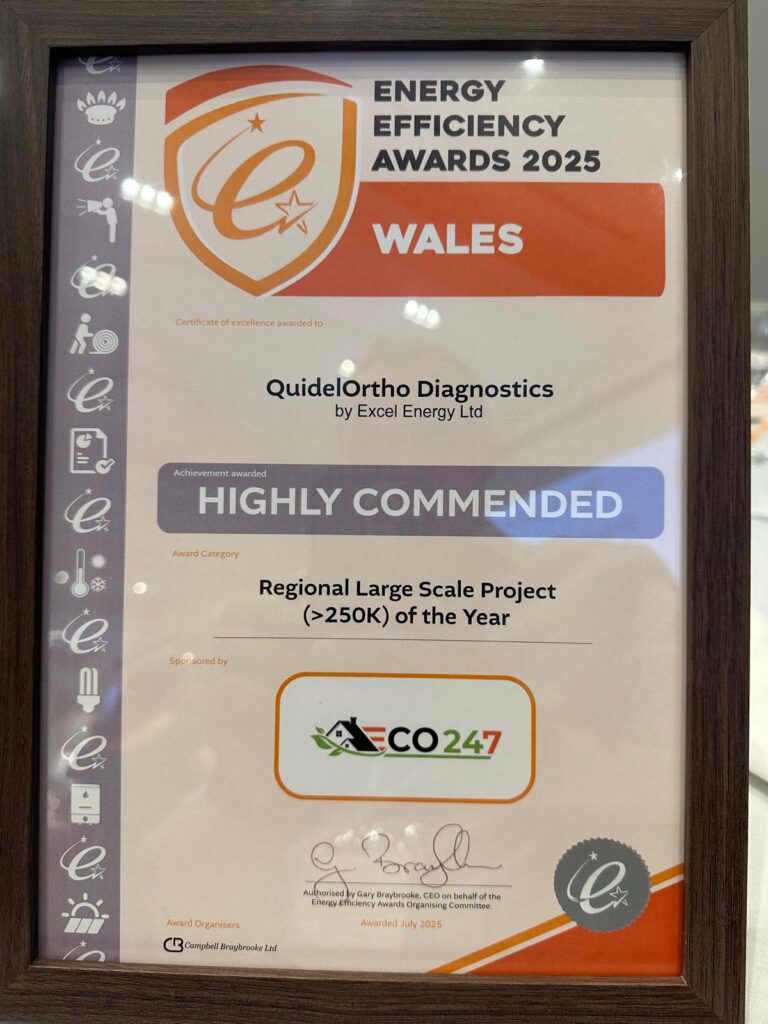 ENERGY
EFFICIENCY
AWARDS 2025
WALES
Certificate of excellence awarded to
QuidelOrtho Diagnostics
by Excel Energy Ltd
Achievement awarded
HIGHLY COMMENDED
Award Category
Regional Large Scale Project
(>250K) of the Year
Sponsored by
ECO 247
Authorised by Gary Braybrooke, CEO on behalf of the
Energy Efficiency Awards Organising Committee.
Award Organisers
Awarded July 2025
CB Campbell Braybrooke Ltd